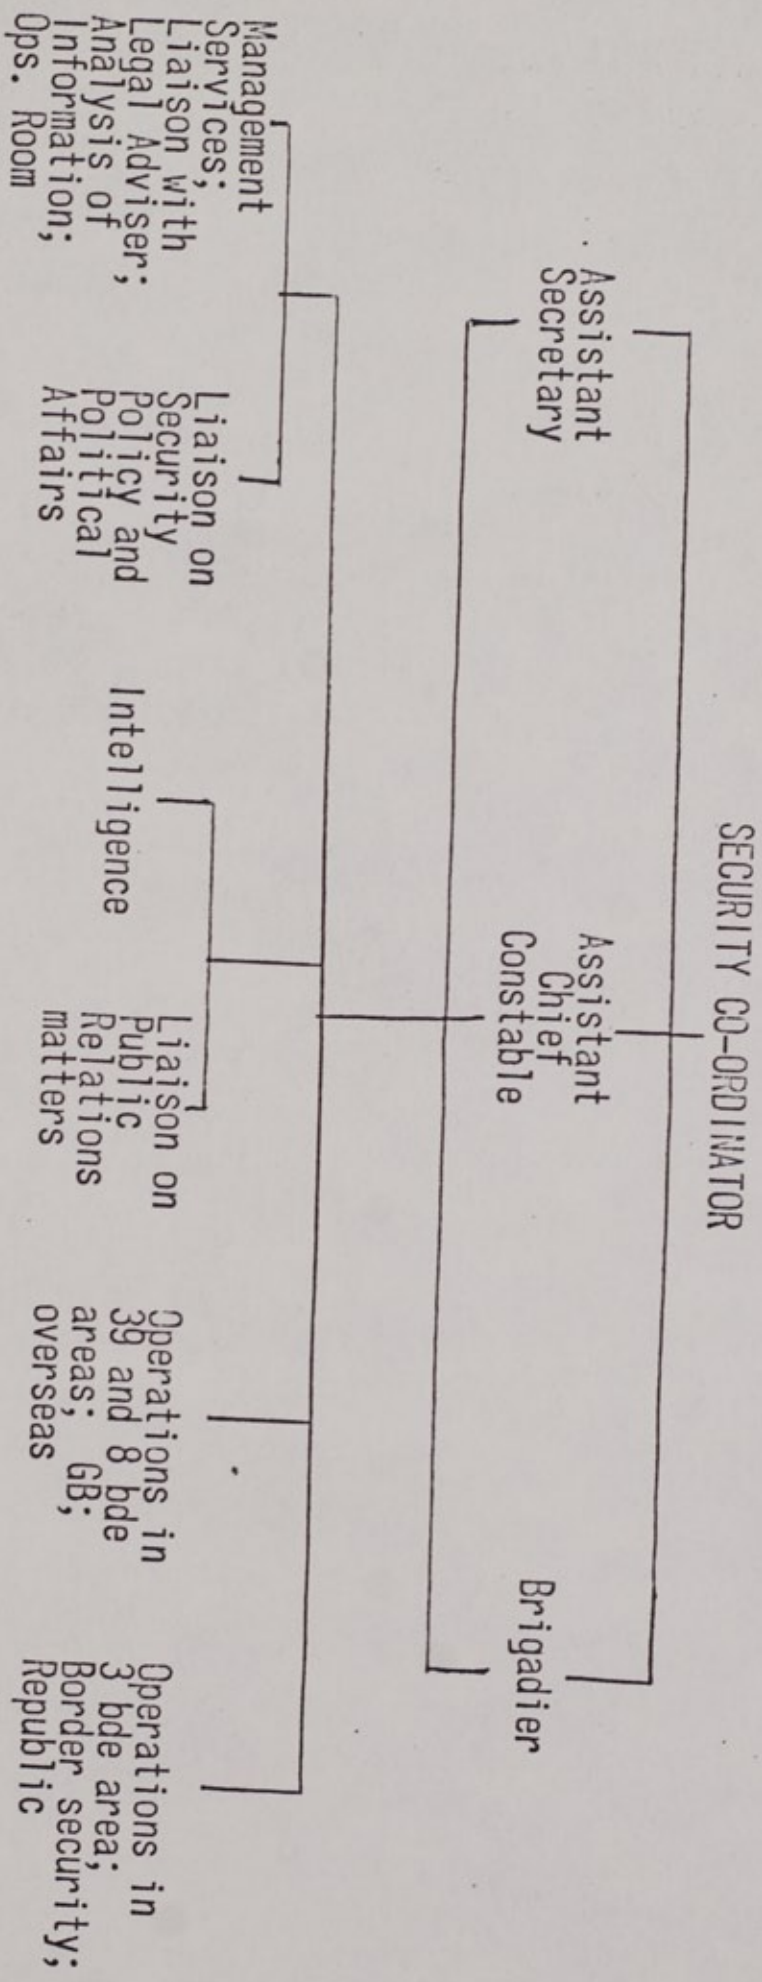 SECURITY CO-ORDINATOR
Assistant
Secretary
Assistant
Chief
Constable
Brigadier
Management
Services;
Liaison with
Legal Adviser;
Analysis of
Information;
Ops. Room
Liaison on
Security
Policy and
Political
Affairs
Intelligence
Liaison on
Public
Relations
matters
Operations in
39 and 8 bde
areas; GB;
overseas
Operations in
3 bde area;
Border security;
Republic